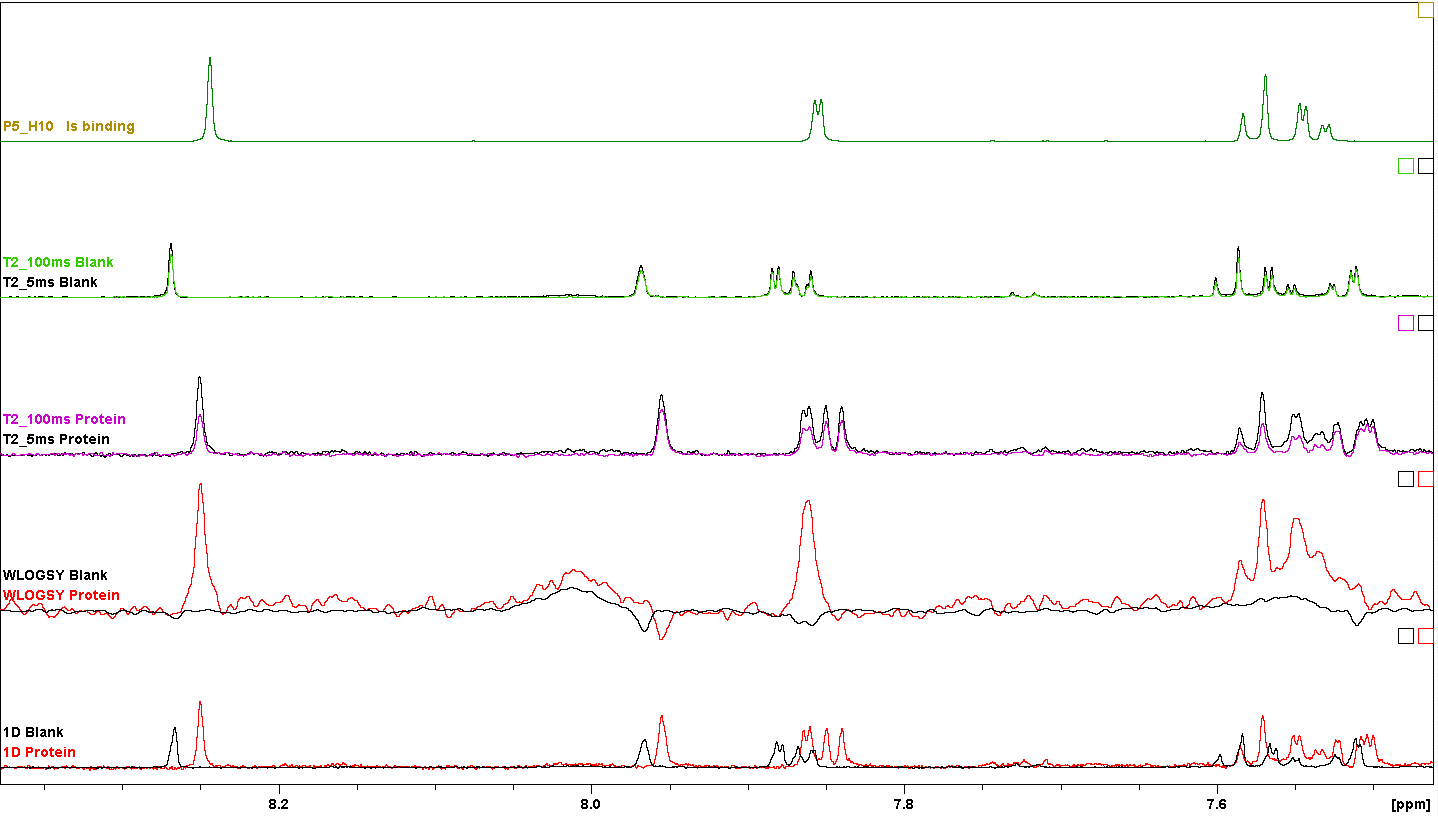 P5_H10 Is binding
T2_100ms Blank
T2_5ms Blank
T2_100ms Protein
T2_5ms Protein
WLOGSY Blank
WLOGSY Protein
1D Blank
1D Protein
8.2 8.0 7.8 7.6 [ppm]